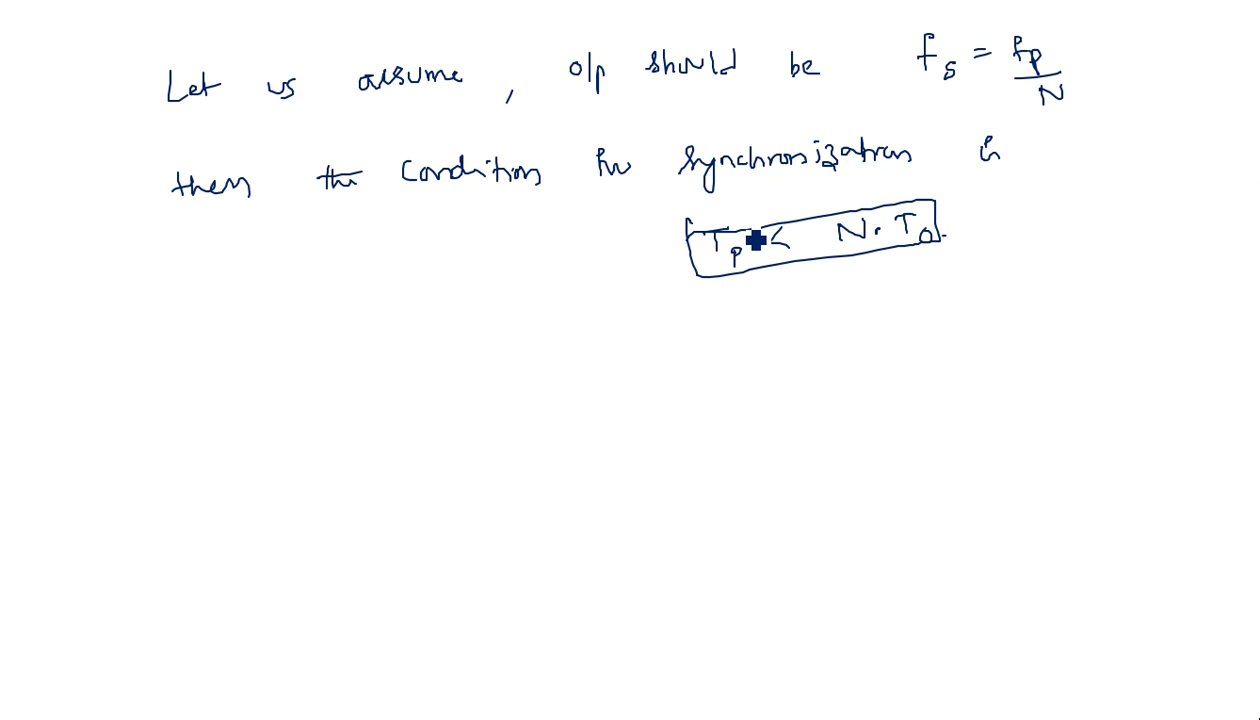 Let us assume, o/p should be f_s = f_p / N
then the condition for synchronization is
T_p < N. T_o